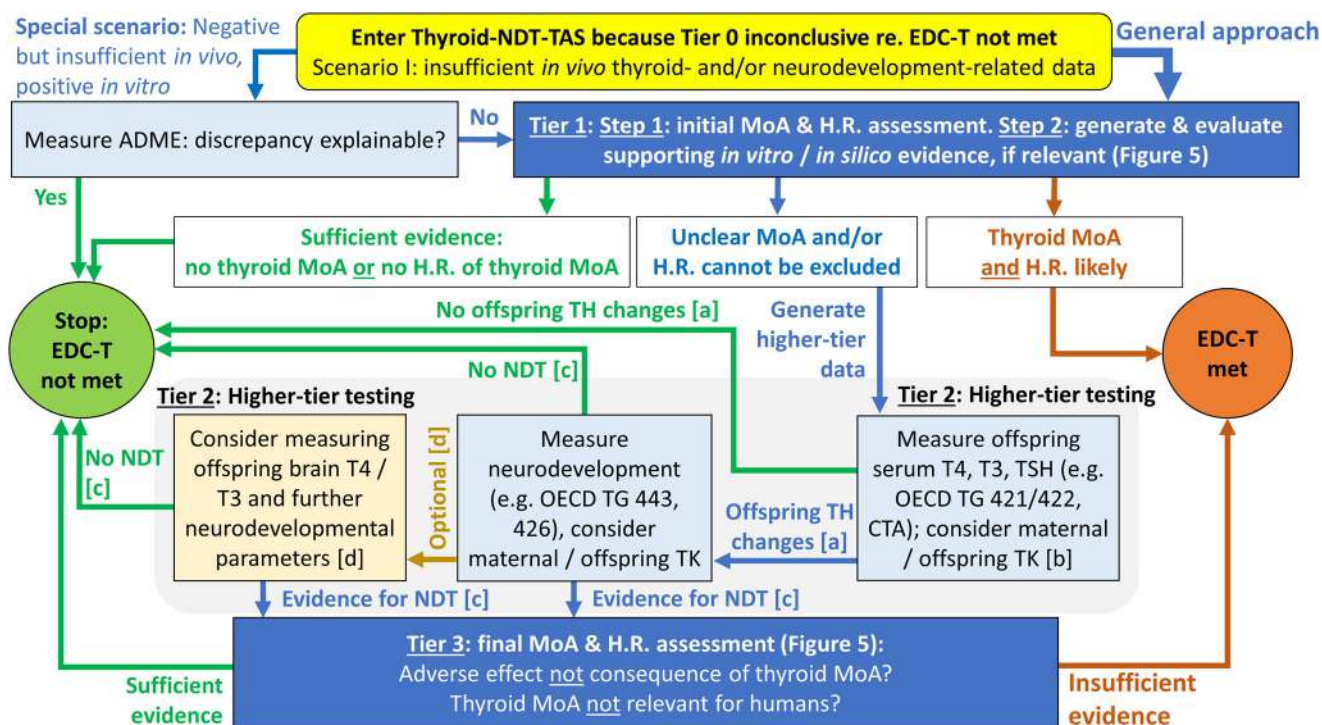 Special scenario: Negative
but insufficient in vivo,
positive in vitro
Enter Thyroid-NDT-TAS because Tier 0 inconclusive re. EDC-T not met
Scenario I: insufficient in vivo thyroid- and/or neurodevelopment-related data
General approach
Measure ADME: discrepancy explainable?
No
Tier 1: Step 1: initial MoA & H.R. assessment. Step 2: generate & evaluate
supporting in vitro / in silico evidence, if relevant (Figure 5)
Yes
Sufficient evidence:
no thyroid MoA or no H.R. of thyroid MoA
Unclear MoA and/or
H.R. cannot be excluded
Thyroid MoA
and H.R. likely
Stop:
EDC-T
not met
No offspring TH changes [a]
Generate
higher-tier
data
EDC-T
met
No NDT [c]
Tier 2: Higher-tier testing
Tier 2: Higher-tier testing
No NDT
[c]
Consider measuring
offspring brain T4 /
T3 and further
neurodevelopmental
parameters [d]
Optional [d]
Measure
neurodevelopment
(e.g. OECD TG 443,
426), consider
maternal / offspring TK
Offspring TH
changes [a]
Measure offspring
serum T4, T3, TSH (e.g.
OECD TG 421/422,
CTA); consider maternal
/ offspring TK [b]
Evidence for NDT [c]
Evidence for NDT [c]
Tier 3: final MoA & H.R. assessment (Figure 5):
Adverse effect not consequence of thyroid MoA?
Thyroid MoA not relevant for humans?
Sufficient
evidence
Insufficient
evidence